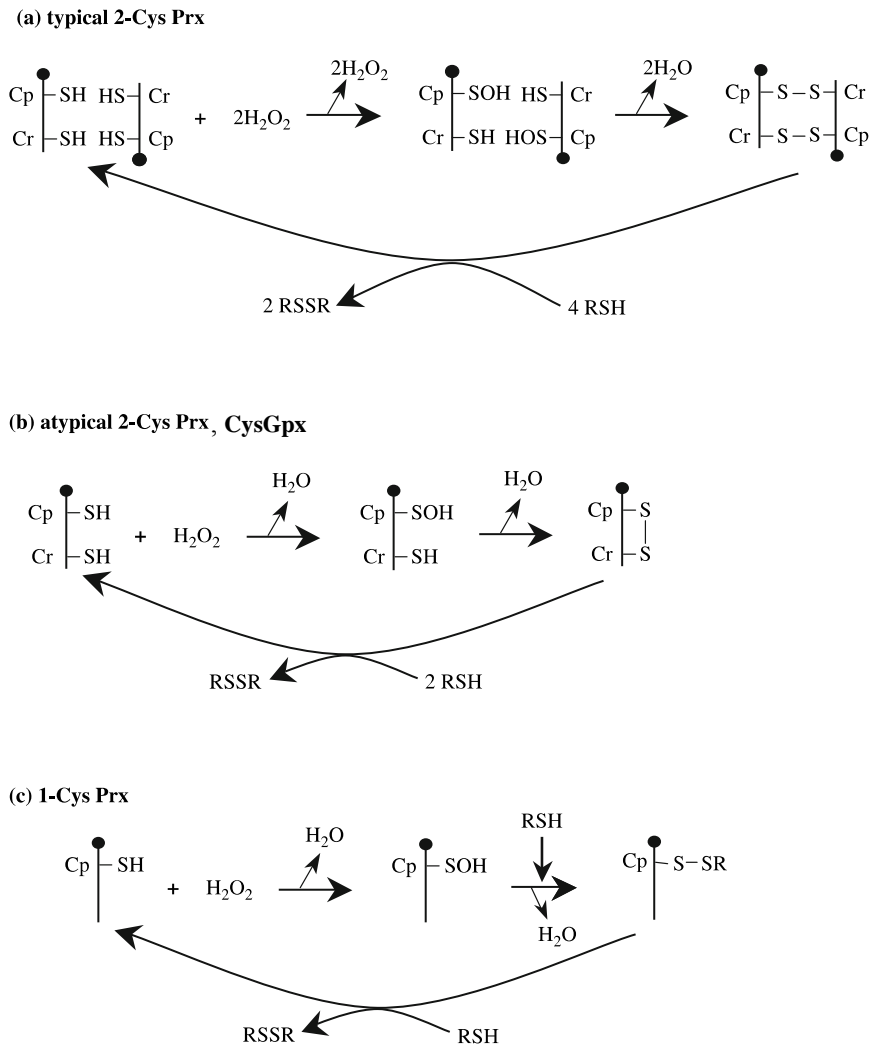 (a) typical 2-Cys Prx
2H₂O₂ 2H₂O
Cp SH HS Cr + 2H₂O₂ Cp SOH HS Cr Cp S S Cr
Cr SH HS Cp Cr SH HOS Cp Cr S S Cp
2 RSSR 4 RSH
(b) atypical 2-Cys Prx, CysGpx
H₂O H₂O
Cp SH Cp SOH Cp S
+ H₂O₂
Cr SH Cr SH Cr S
RSSR 2 RSH
(c) 1-Cys Prx
H₂O RSH
Cp SH Cp SOH Cp S SR
+ H₂O₂
H₂O
RSSR RSH